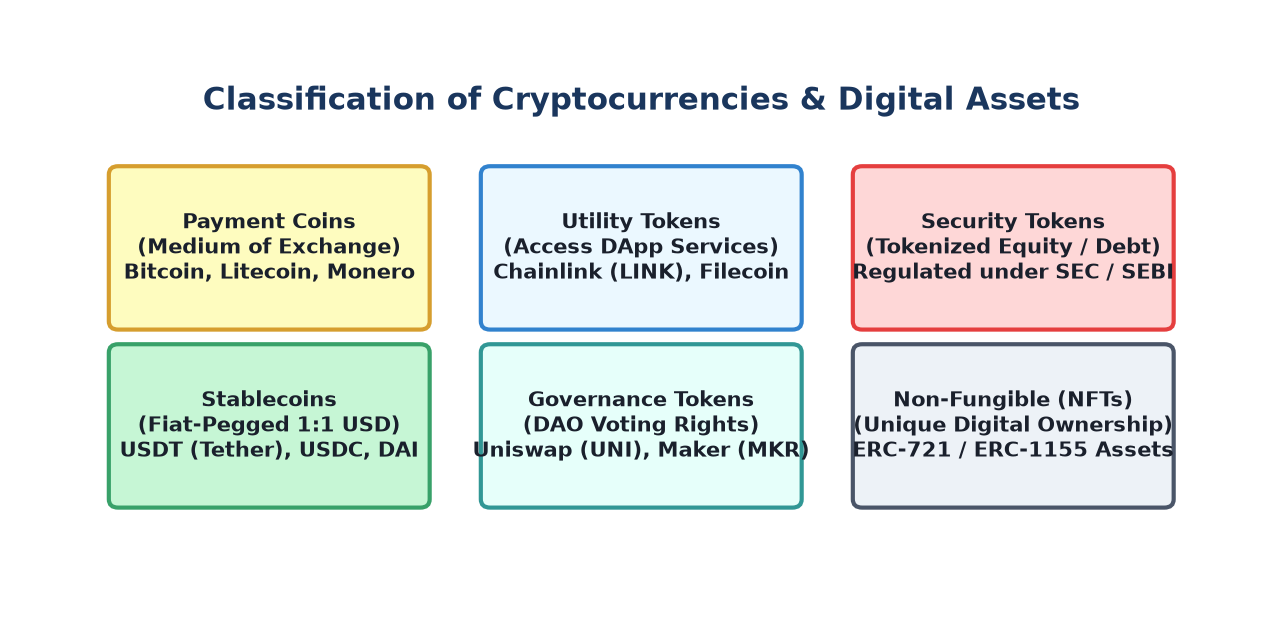 Classification of Cryptocurrencies & Digital Assets
Payment Coins
(Medium of Exchange)
Bitcoin, Litecoin, Monero
Utility Tokens
(Access DApp Services)
Chainlink (LINK), Filecoin
Security Tokens
(Tokenized Equity / Debt)
Regulated under SEC / SEBI
Stablecoins
(Fiat-Pegged 1:1 USD)
USDT (Tether), USDC, DAI
Governance Tokens
(DAO Voting Rights)
Uniswap (UNI), Maker (MKR)
Non-Fungible (NFTs)
(Unique Digital Ownership)
ERC-721 / ERC-1155 Assets